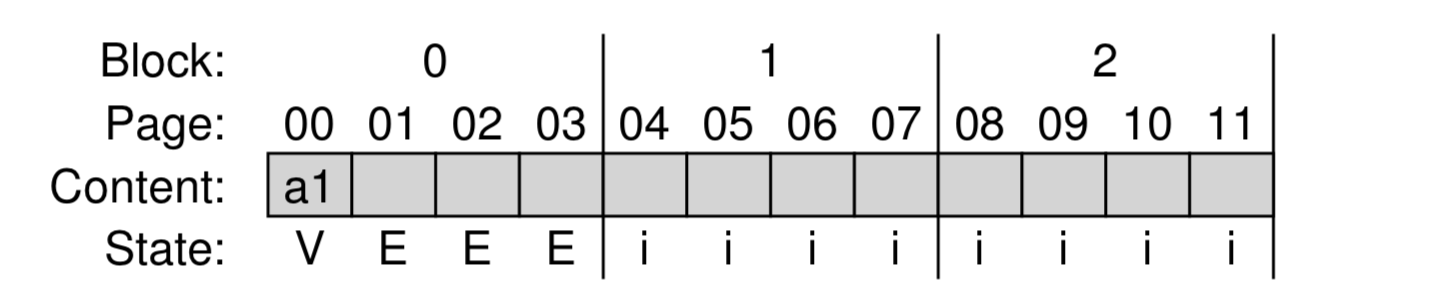 Block: 0 1 2
Page: 00 01 02 03 04 05 06 07 08 09 10 11
Content: a1
State: V E E E i i i i i i i i